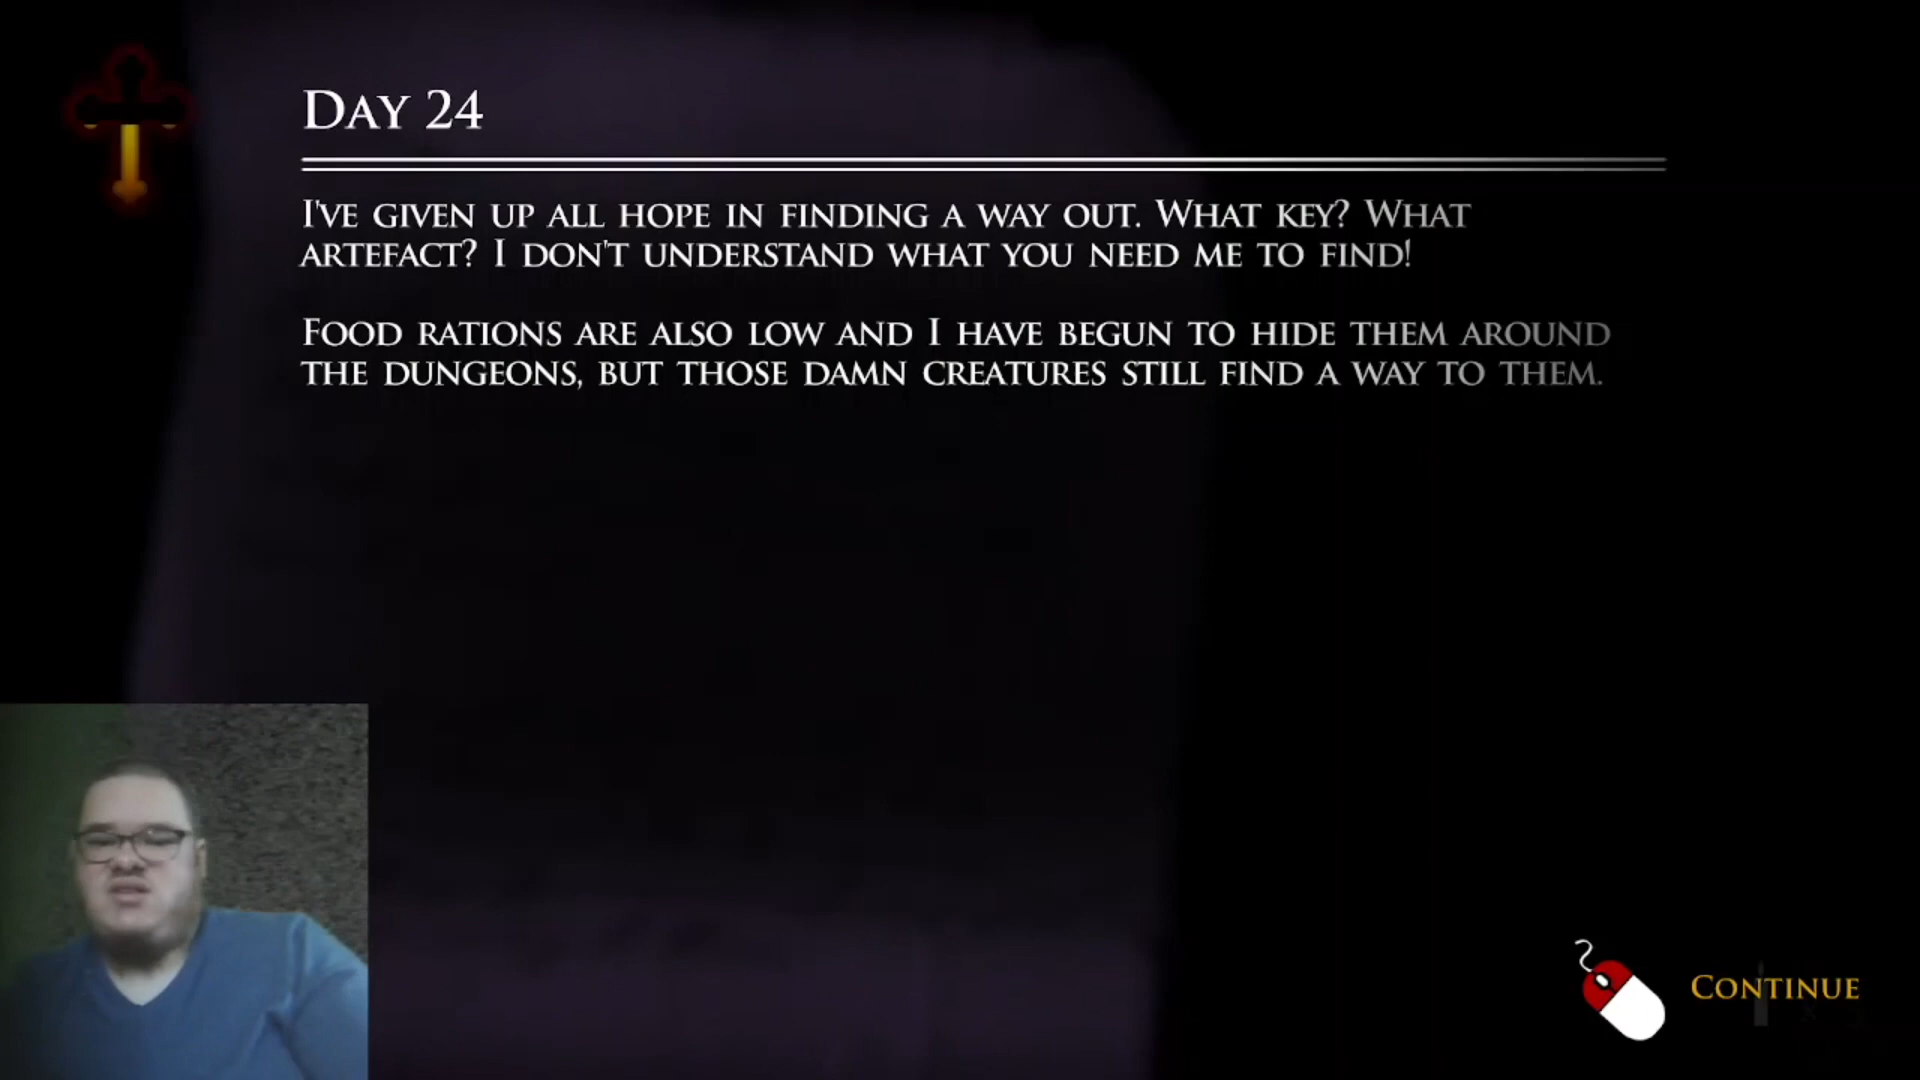 Day 24
I've given up all hope in finding a way out. What key? What
artefact? I don't understand what you need me to find!
Food rations are also low and I have begun to hide them around
the dungeons, but those damn creatures still find a way to them.
Continue